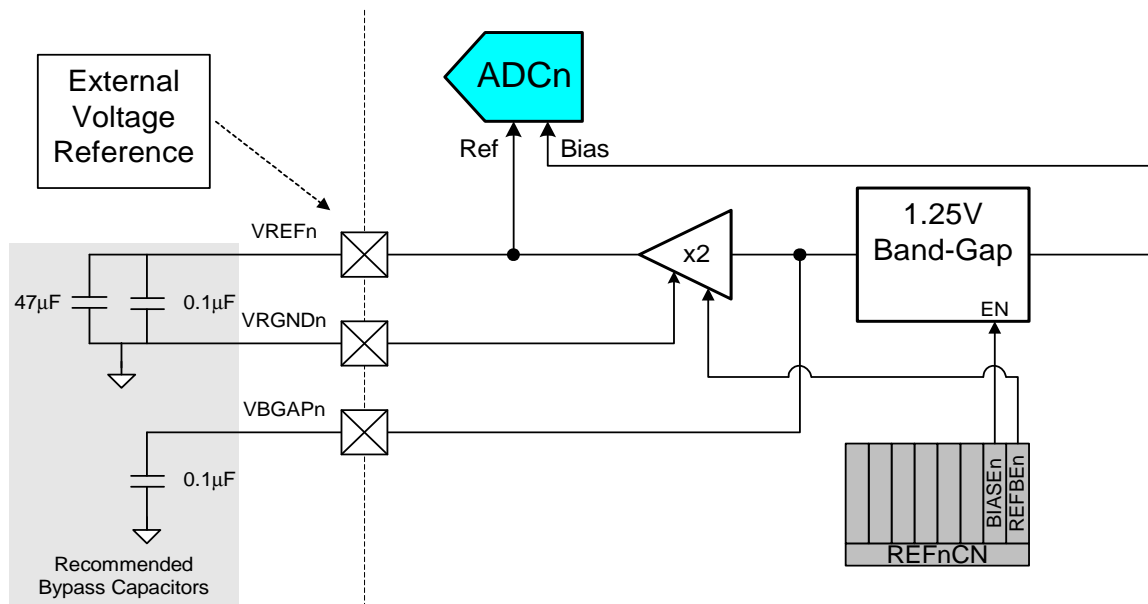 External
Voltage
Reference
ADCn
Ref
Bias
VREFn
x2
1.25V
Band-Gap
EN
47µF
0.1µF
VRGNDn
VBGAPn
0.1µF
BIASEn
REFBEn
REFnCN
Recommended
Bypass Capacitors